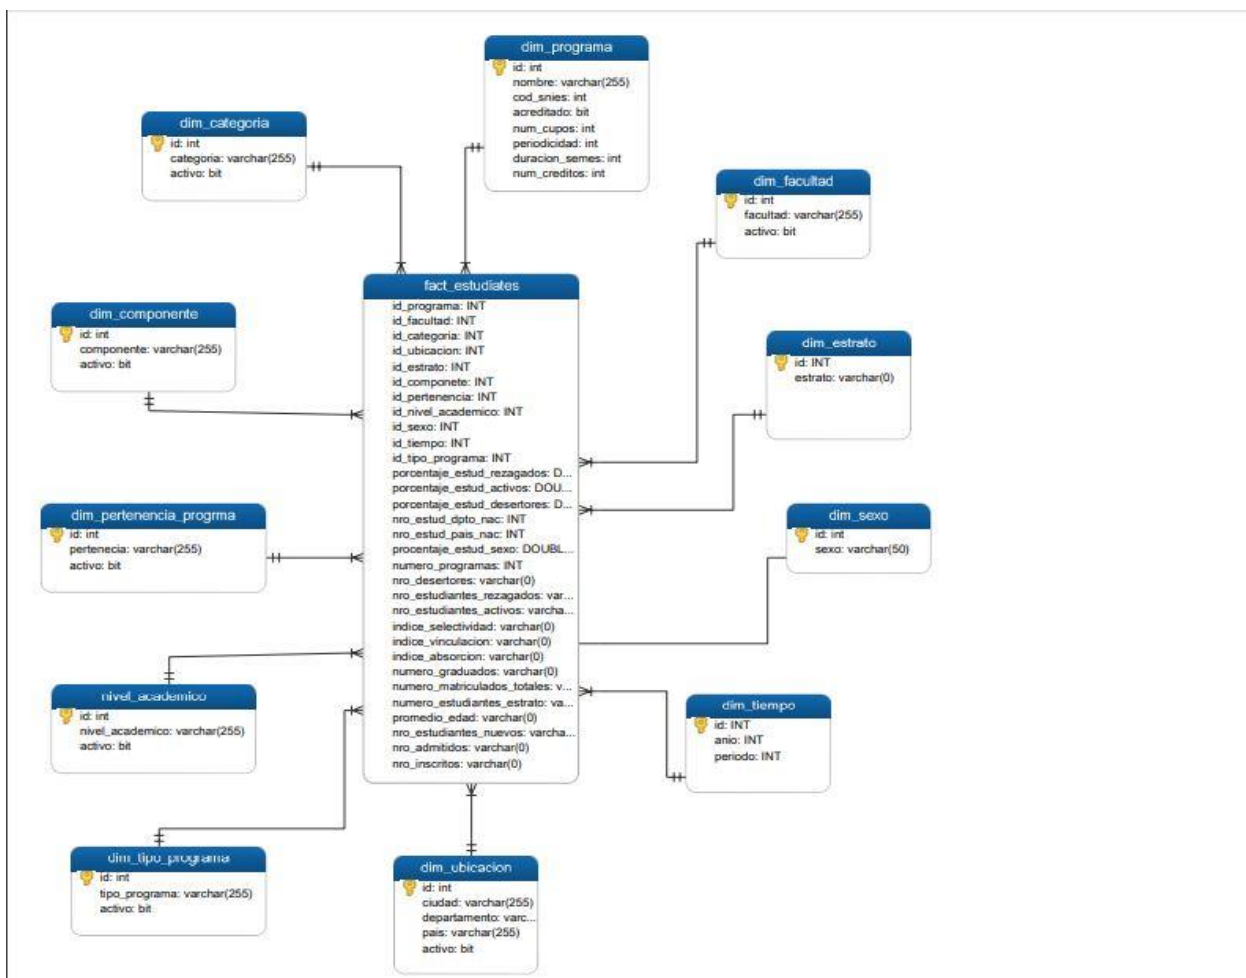 dim_programa
id: int
nombre: varchar(255)
cod_snies: int
acreditado: bit
num_cupos: int
periodicidad: int
duracion_semes: int
num_creditos: int
dim_categoria
id: int
categoria: varchar(255)
activo: bit
dim_facultad
id: int
facultad: varchar(255)
activo: bit
fact_estudiates
id_programa: INT
id_facultad: INT
id_categoria: INT
id_ubicacion: INT
id_estrato: INT
id_componete: INT
id_pertenencia: INT
id_nivel_academico: INT
id_sexo: INT
id_tiempo: INT
id_tipo_programa: INT
porcentaje_estud_rezagados: D...
porcentaje_estud_activos: DOU...
porcentaje_estud_desertores: D...
nro_estud_dpto_nac: INT
nro_estud_pais_nac: INT
procentaje_estud_sexo: DOUBL...
numero_programas: INT
nro_desertores: varchar(0)
nro_estudiantes_rezagados: var...
nro_estudiantes_activos: varcha...
indice_selectividad: varchar(0)
indice_vinculacion: varchar(0)
indice_absorcion: varchar(0)
numero_graduados: varchar(0)
numero_matriculados_totales: v...
numero_estudiantes_estrato: va...
promedio_edad: varchar(0)
nro_estudiantes_nuevos: varcha...
nro_admitidos: varchar(0)
nro_inscritos: varchar(0)
dim_componente
id: int
componente: varchar(255)
activo: bit
dim_estrato
id: INT
estrato: varchar(0)
dim_pertenencia_progrma
id: int
pertenecia: varchar(255)
activo: bit
dim_sexo
id: int
sexo: varchar(50)
nivel_academico
id: int
nivel_academico: varchar(255)
activo: bit
dim_tiempo
id: INT
anio: INT
periodo: INT
dim_tipo_programa
id: int
tipo_programa: varchar(255)
activo: bit
dim_ubicacion
id: int
ciudad: varchar(255)
departamento: varc...
pais: varchar(255)
activo: bit